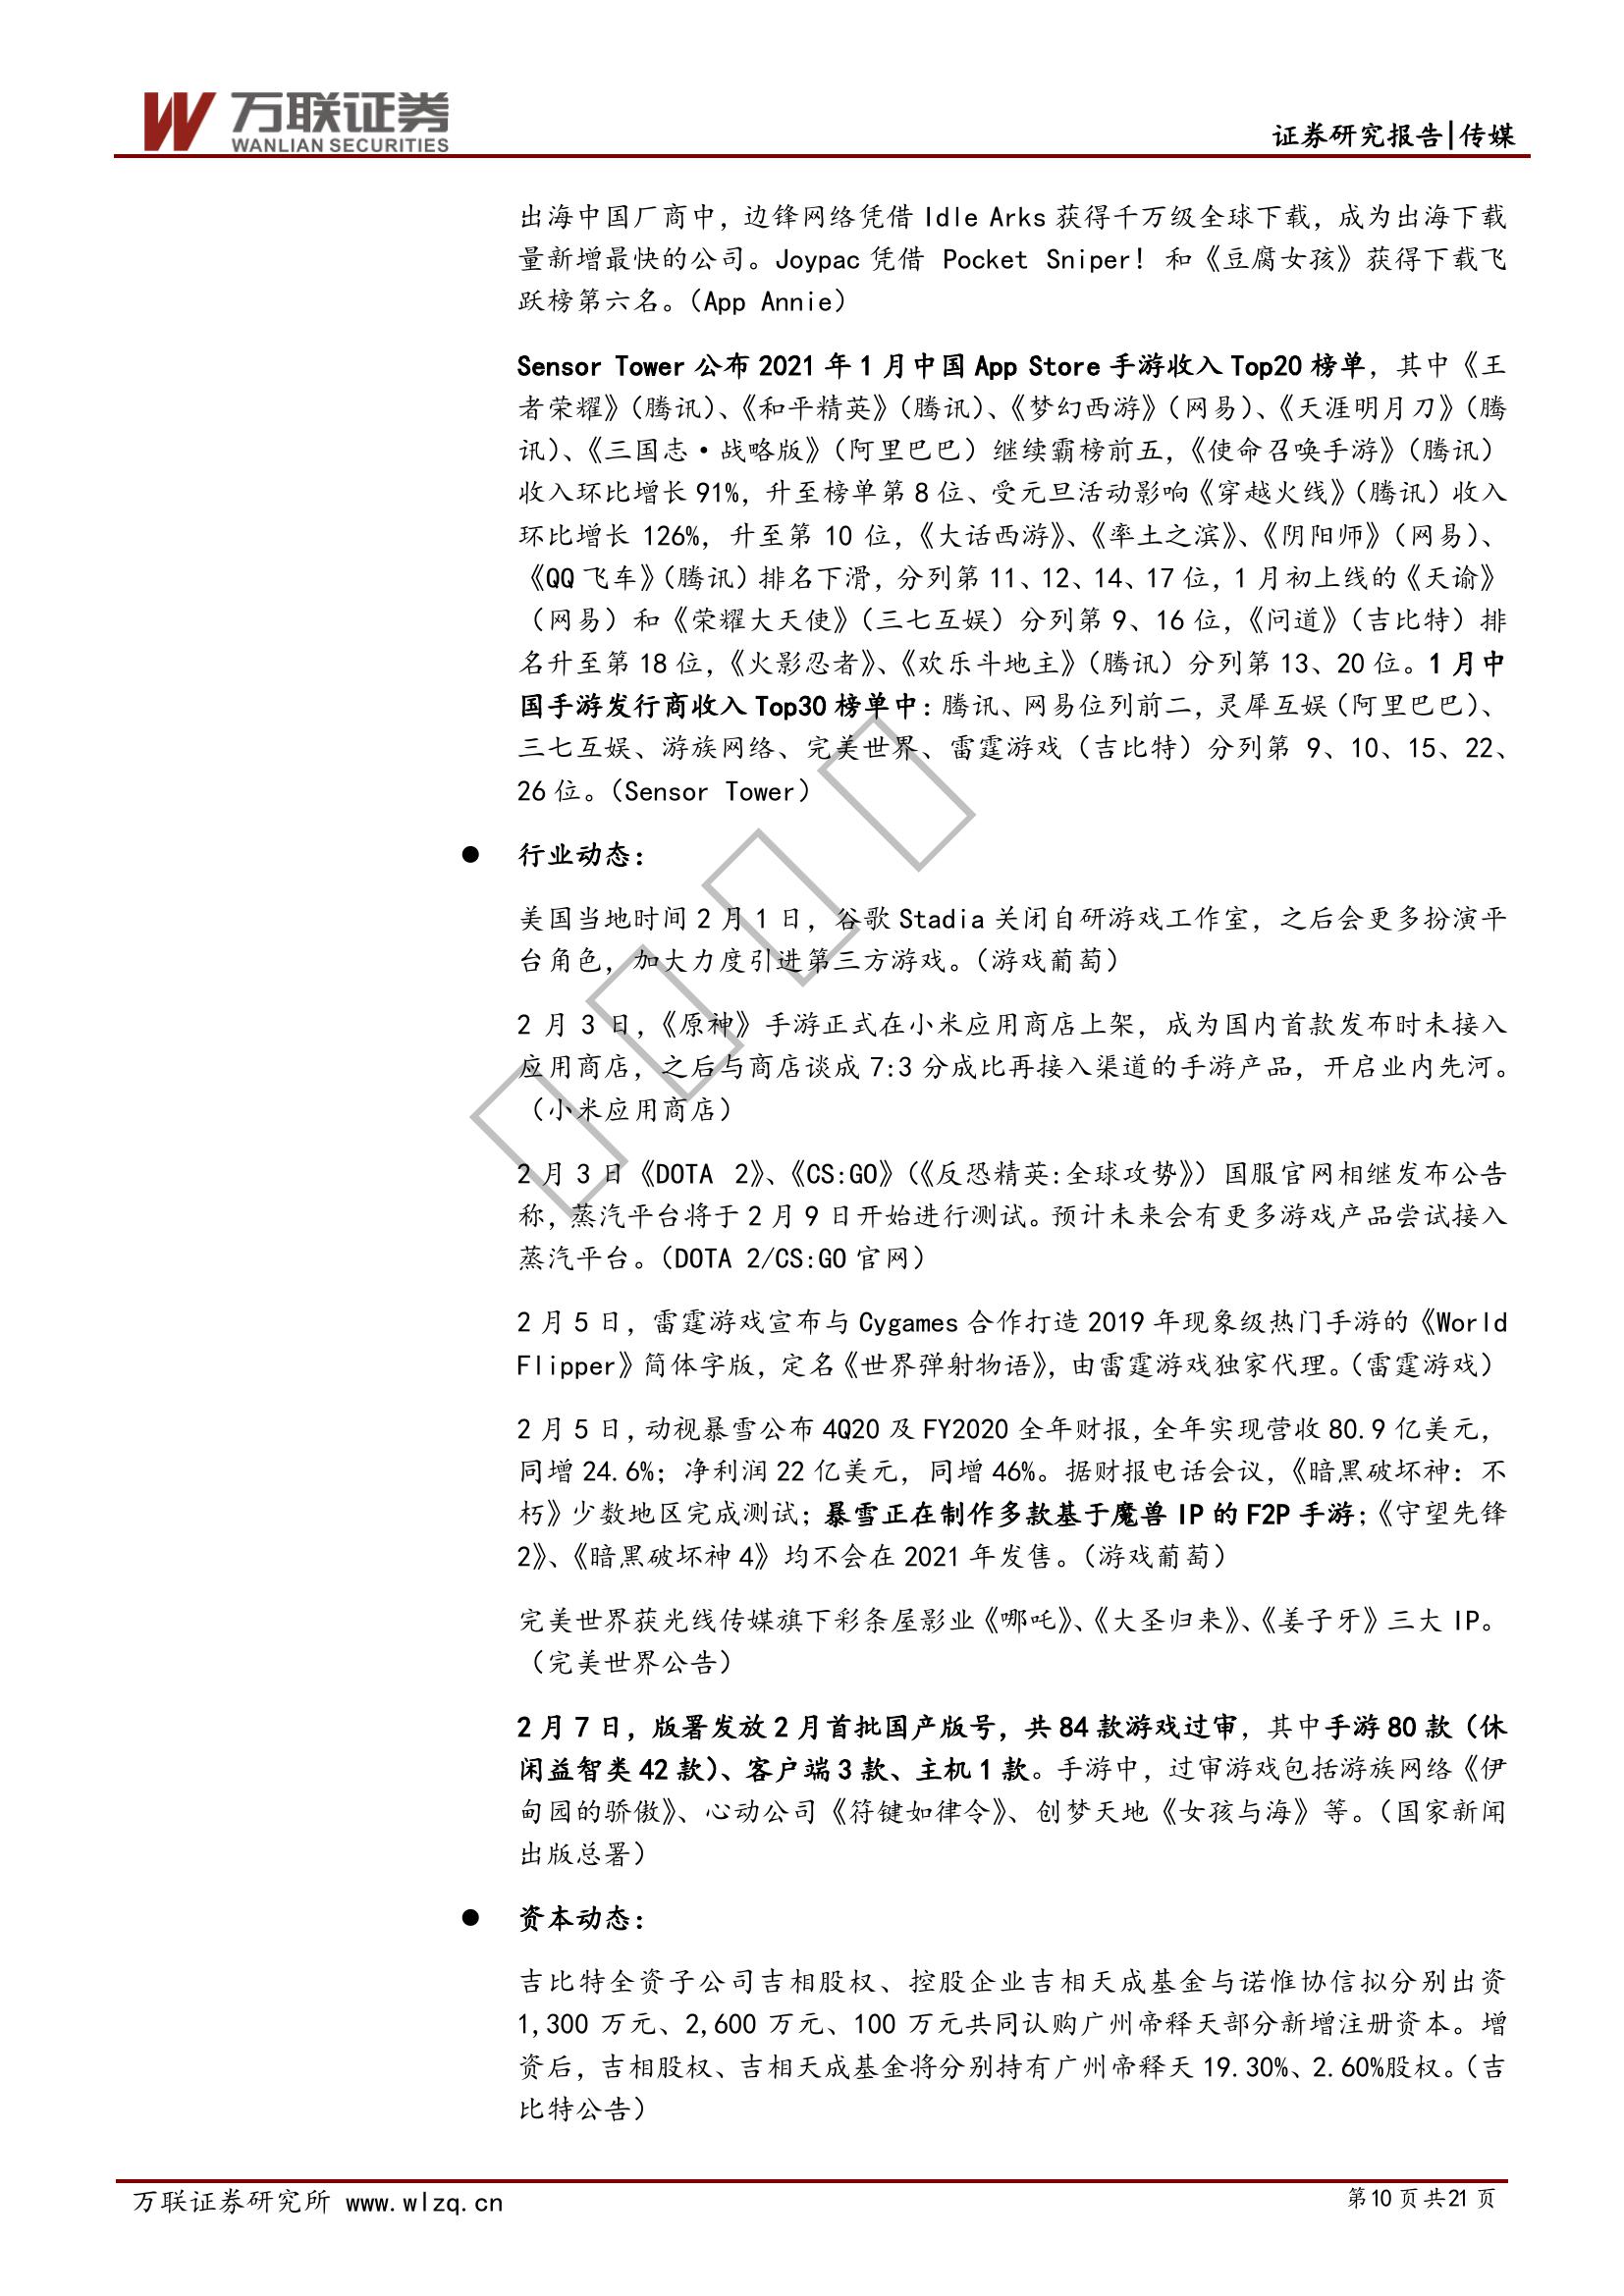 万联证券
WANLIAN SECURITIES
证券研究报告|传媒
出海中国厂商中，边锋网络凭借 Idle Arks 获得千万级全球下载，成为出海下载
量新增最快的公司。Joypac 凭借 Pocket Sniper! 和《豆腐女孩》获得下载飞
跃榜第六名。（App Annie）
Sensor Tower 公布 2021 年 1 月中国 App Store 手游收入 Top20 榜单，其中《王
者荣耀》（腾讯）、《和平精英》（腾讯）、《梦幻西游》（网易）、《天涯明月刀》（腾
讯）、《三国志·战略版》（阿里巴巴）继续霸榜前五，《使命召唤手游》（腾讯）
收入环比增长 91%，升至榜单第 8 位、受元旦活动影响《穿越火线》（腾讯）收入
环比增长 126%，升至第 10 位，《大话西游》、《率土之滨》、《阴阳师》（网易）、
《QQ 飞车》（腾讯）排名下滑，分列第 11、12、14、17 位，1 月初上线的《天谕》
（网易）和《荣耀大天使》（三七互娱）分列第 9、16 位，《问道》（吉比特）排
名升至第 18 位，《火影忍者》、《欢乐斗地主》（腾讯）分列第 13、20 位。1 月中
国手游发行商收入 Top30 榜单中：腾讯、网易位列前二，灵犀互娱（阿里巴巴）、
三七互娱、游族网络、完美世界、雷霆游戏（吉比特）分列第 9、10、15、22、
26 位。（Sensor Tower）
● 行业动态：
美国当地时间 2 月 1 日，谷歌 Stadia 关闭自研游戏工作室，之后会更多扮演平
台角色，加大力度引进第三方游戏。（游戏葡萄）
2 月 3 日，《原神》手游正式在小米应用商店上架，成为国内首款发布时未接入
应用商店，之后与商店谈成 7:3 分成比再接入渠道的手游产品，开启业内先河。
（小米应用商店）
2 月 3 日《DOTA 2》、《CS:GO》（《反恐精英:全球攻势》）国服官网相继发布公告
称，蒸汽平台将于 2 月 9 日开始进行测试。预计未来会有更多游戏产品尝试接入
蒸汽平台。（DOTA 2/CS:GO 官网）
2 月 5 日，雷霆游戏宣布与 Cygames 合作打造 2019 年现象级热门手游的《World
Flipper》简体字版，定名《世界弹射物语》，由雷霆游戏独家代理。（雷霆游戏）
2 月 5 日，动视暴雪公布 4Q20 及 FY2020 全年财报，全年实现营收 80.9 亿美元，
同增 24.6%；净利润 22 亿美元，同增 46%。据财报电话会议，《暗黑破坏神：不
朽》少数地区完成测试；暴雪正在制作多款基于魔兽 IP 的 F2P 手游；《守望先锋
2》、《暗黑破坏神 4》均不会在 2021 年发售。（游戏葡萄）
完美世界获光线传媒旗下彩条屋影业《哪吒》、《大圣归来》、《姜子牙》三大 IP。
（完美世界公告）
2 月 7 日，版署发放 2 月首批国产版号，共 84 款游戏过审，其中手游 80 款（休
闲益智类 42 款）、客户端 3 款、主机 1 款。手游中，过审游戏包括游族网络《伊
甸园的骄傲》、心动公司《符键如律令》、创梦天地《女孩与海》等。（国家新闻
出版总署）
● 资本动态：
吉比特全资子公司吉相股权、控股企业吉相天成基金与诺惟协信拟分别出资
1,300 万元、2,600 万元、100 万元共同认购广州帝释天部分新增注册资本。增
资后，吉相股权、吉相天成基金将分别持有广州帝释天 19.30%、2.60%股权。（吉
比特公告）
万联证券研究所 www.wlzq.cn
第 10 页 共 21 页